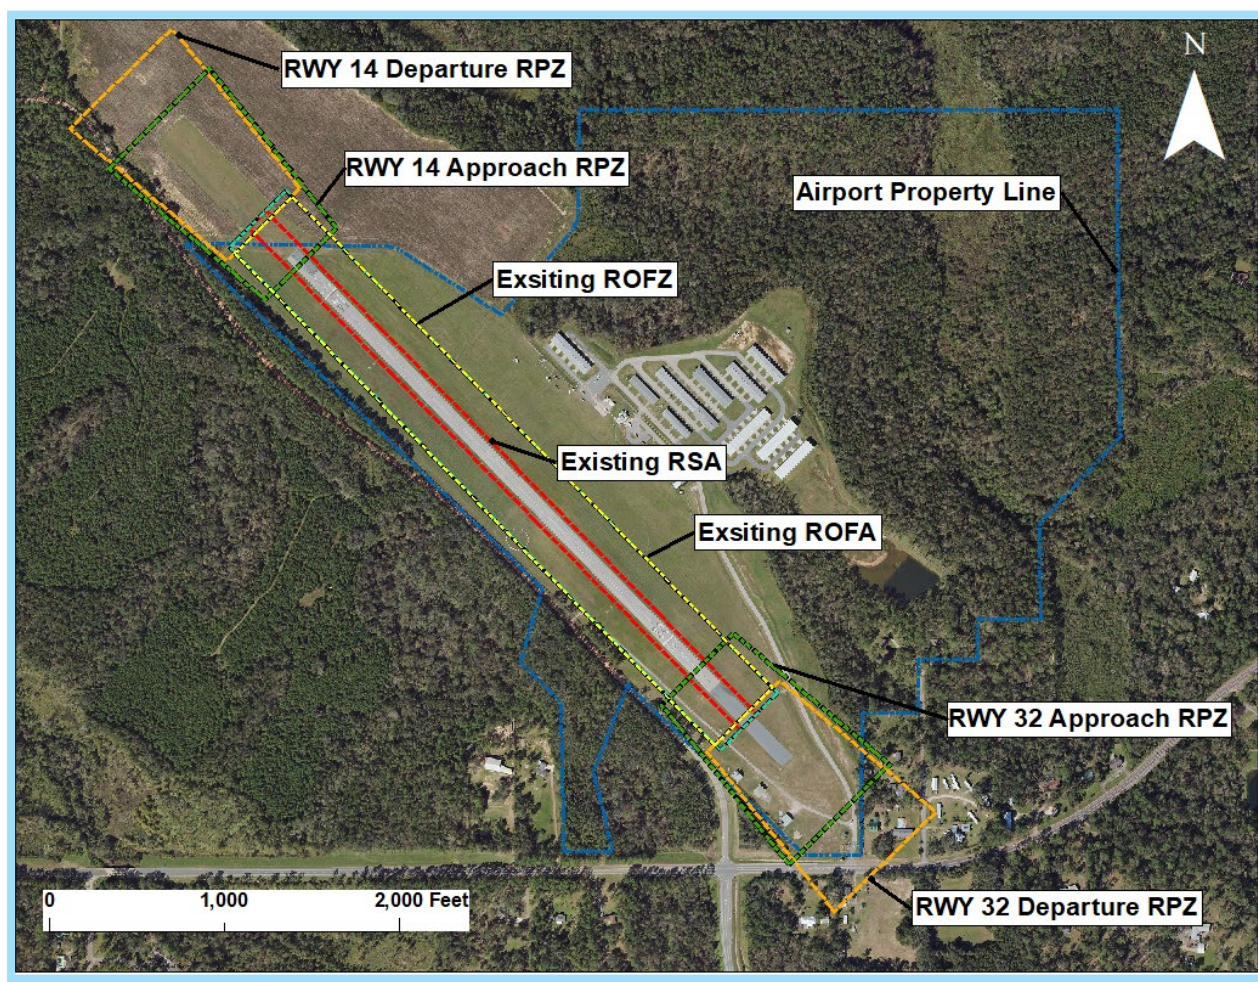 RWY 14 Departure RPZ
N
RWY 14 Approach RPZ
Airport Property Line
Exsiting ROFZ
Existing RSA
Exsiting ROFA
RWY 32 Approach RPZ
0 1,000 2,000 Feet
RWY 32 Departure RPZ